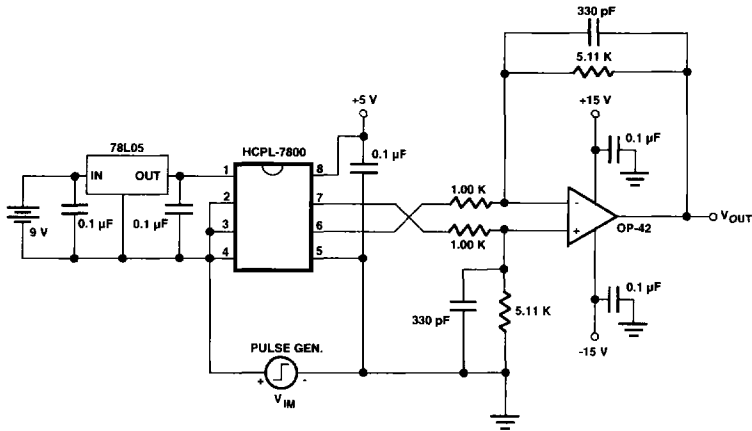 330 pF
5.11 K
+15 V
0.1 µF
+5 V
78L05
HCPL-7800
0.1 µF
IN
OUT
1
8
2
7
3
6
4
5
1.00 K
1.00 K
-
+
OP-42
VOUT
9 V
0.1 µF
0.1 µF
330 pF
5.11 K
0.1 µF
-15 V
PULSE GEN.
+
-
VIM